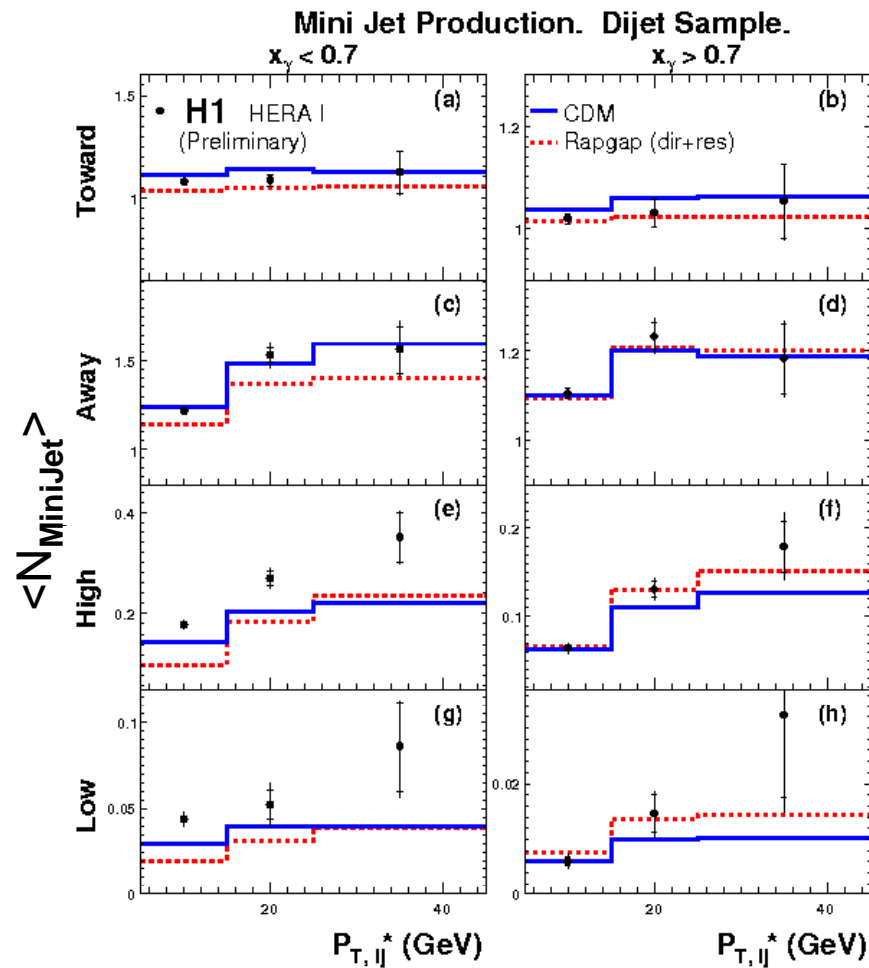 Mini Jet Production. Dijet Sample.
xγ < 0.7
xγ > 0.7
<N_MiniJet>
Toward
1.5
1
(a)
H1 HERA I
(Preliminary)
1.2
1
(b)
CDM
Rapgap (dir+res)
Away
1.5
1
(c)
1.2
1
(d)
High
0.4
0.2
(e)
0.2
0.1
(f)
Low
0.1
0.05
0
(g)
0.02
0
(h)
20 40
20 40
P_T, lj* (GeV)
P_T, lj* (GeV)